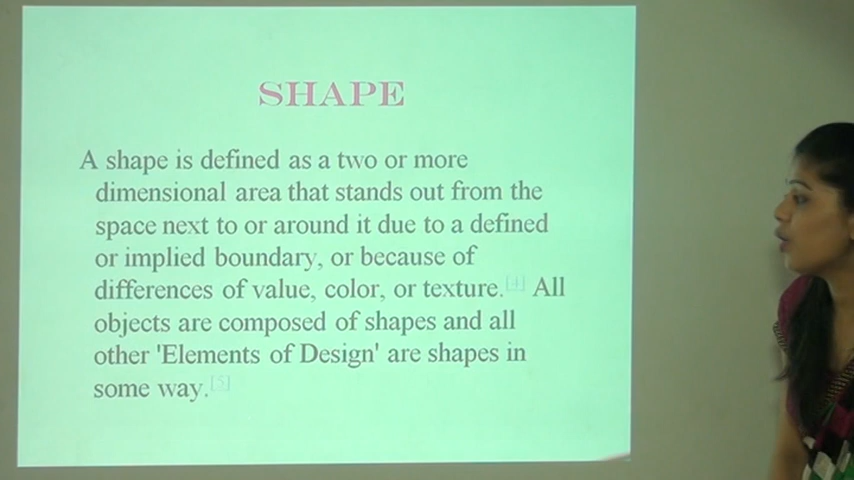 SHAPE
A shape is defined as a two or more
dimensional area that stands out from the
space next to or around it due to a defined
or implied boundary, or because of
differences of value, color, or texture.[4] All
objects are composed of shapes and all
other 'Elements of Design' are shapes in
some way.[5]